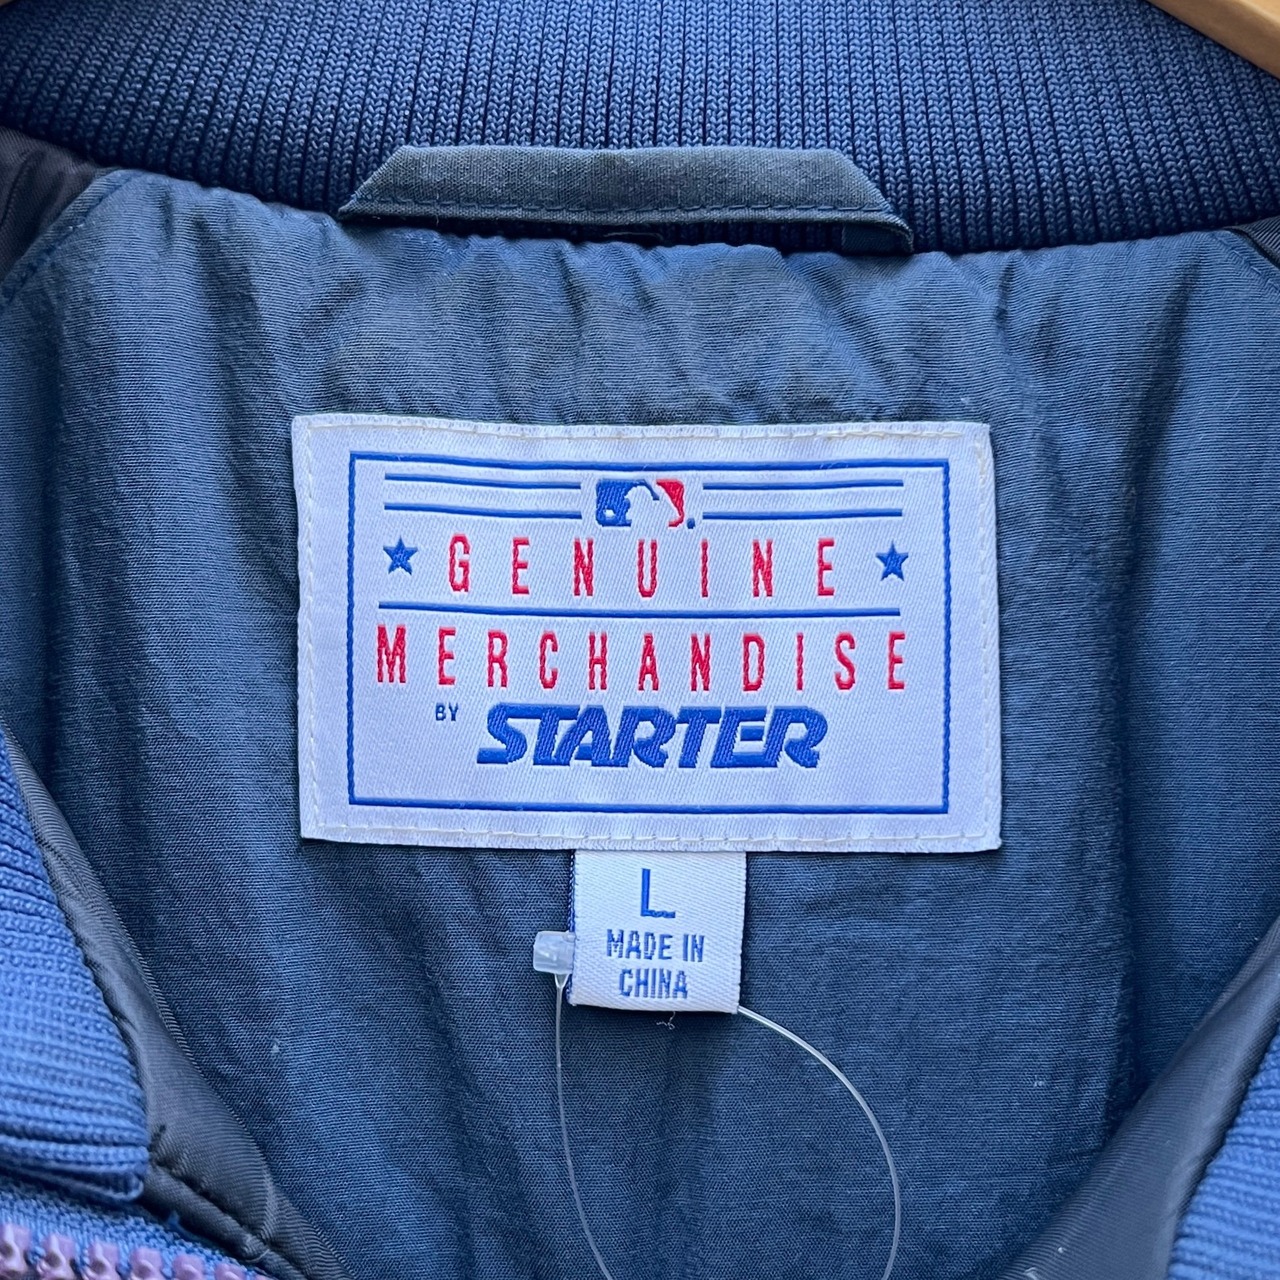 GENUINE
MERCHANDISE
BY STARTER
L
MADE IN
CHINA